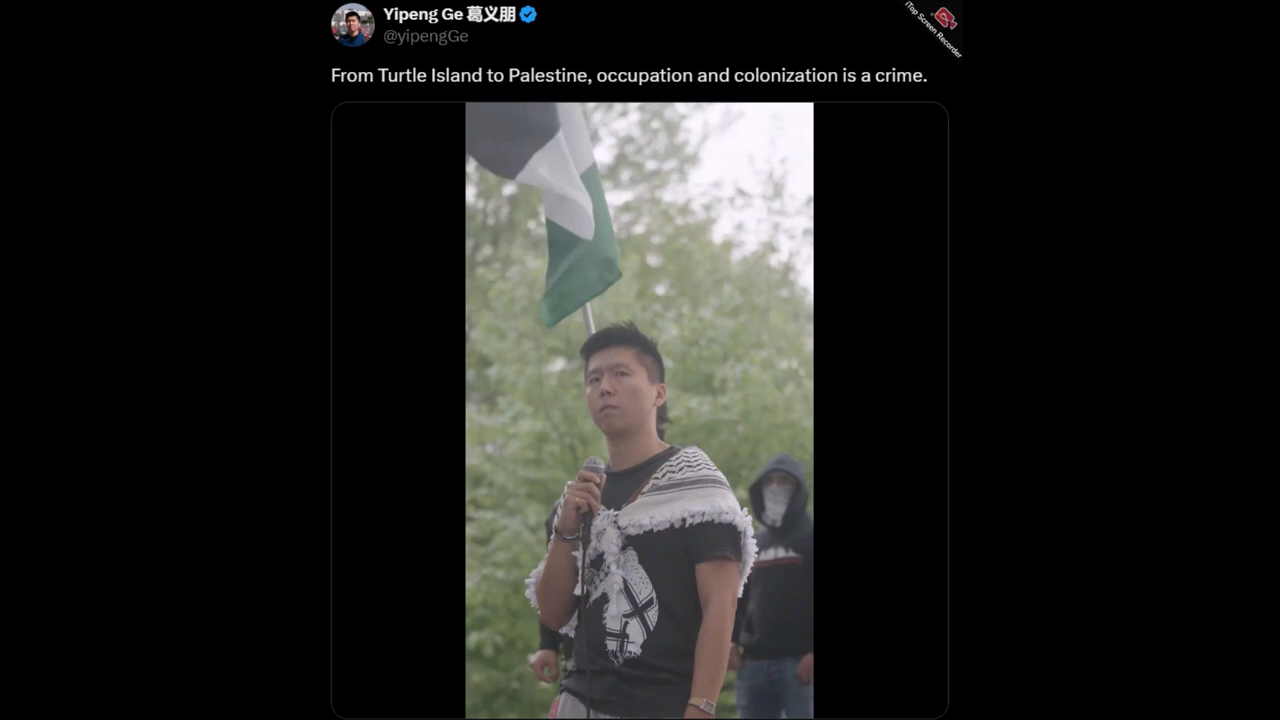 Yipeng Ge 葛义朋
@yipengGe
iTop Screen Recorder
From Turtle Island to Palestine, occupation and colonization is a crime.